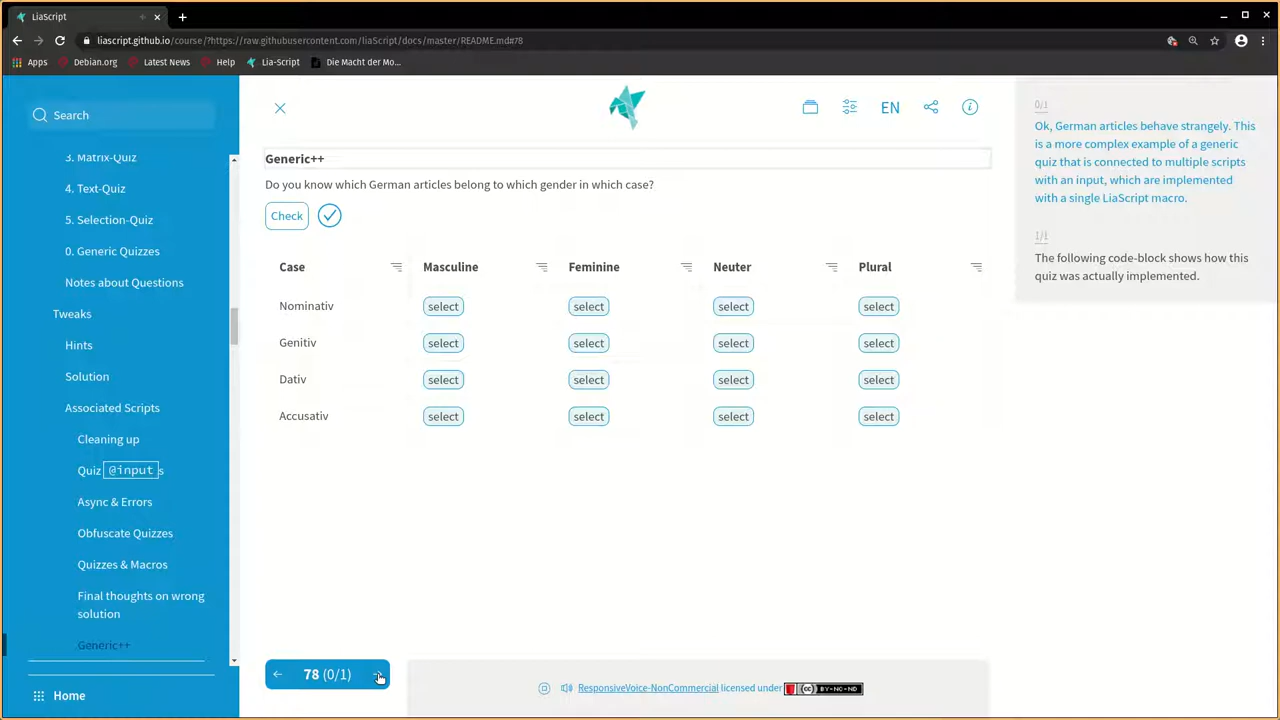 LiaScript
liascript.github.io/course/?https://raw.githubusercontent.com/liaScript/docs/master/README.md#78
Apps
Debian.org
Latest News
Help
Lia-Script
Die Macht der Mo...
Search
3. Matrix-Quiz
4. Text-Quiz
5. Selection-Quiz
0. Generic Quizzes
Notes about Questions
Tweaks
Hints
Solution
Associated Scripts
Cleaning up
Quiz @input s
Async & Errors
Obfuscate Quizzes
Quizzes & Macros
Final thoughts on wrong
solution
Generic++
Home
EN
Generic++
Do you know which German articles belong to which gender in which case?
Check
Case Masculine Feminine Neuter Plural
Nominativ select select select select
Genitiv select select select select
Dativ select select select select
Accusativ select select select select
78 (0/1)
ResponsiveVoice-NonCommercial licensed under
BY-NC-ND
0/1
Ok, German articles behave strangely. This
is a more complex example of a generic
quiz that is connected to multiple scripts
with an input, which are implemented
with a single LiaScript macro.
1/1
The following code-block shows how this
quiz was actually implemented.